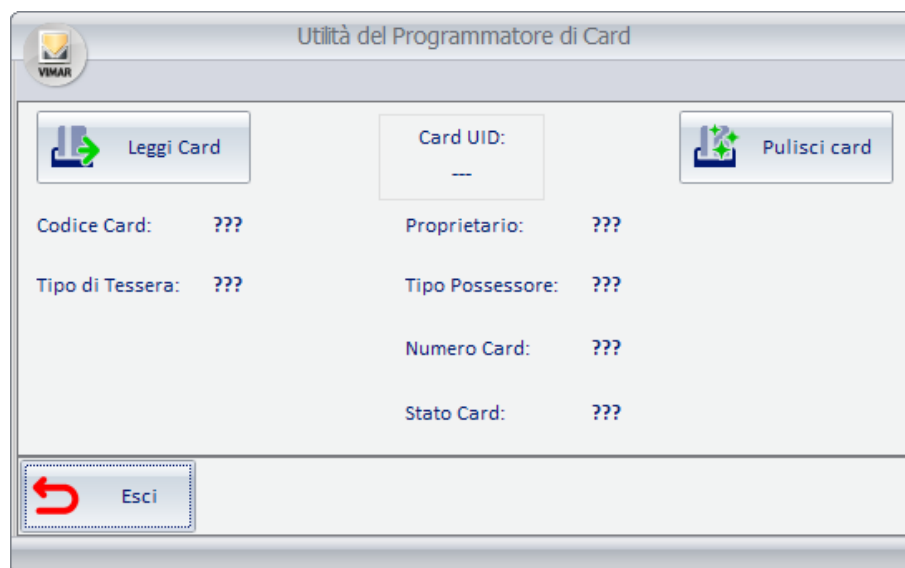 Utilità del Programmatore di Card
VIMAR
Leggi Card
Card UID:
---
Pulisci card
Codice Card: ???
Proprietario: ???
Tipo di Tessera: ???
Tipo Possessore: ???
Numero Card: ???
Stato Card: ???
Esci